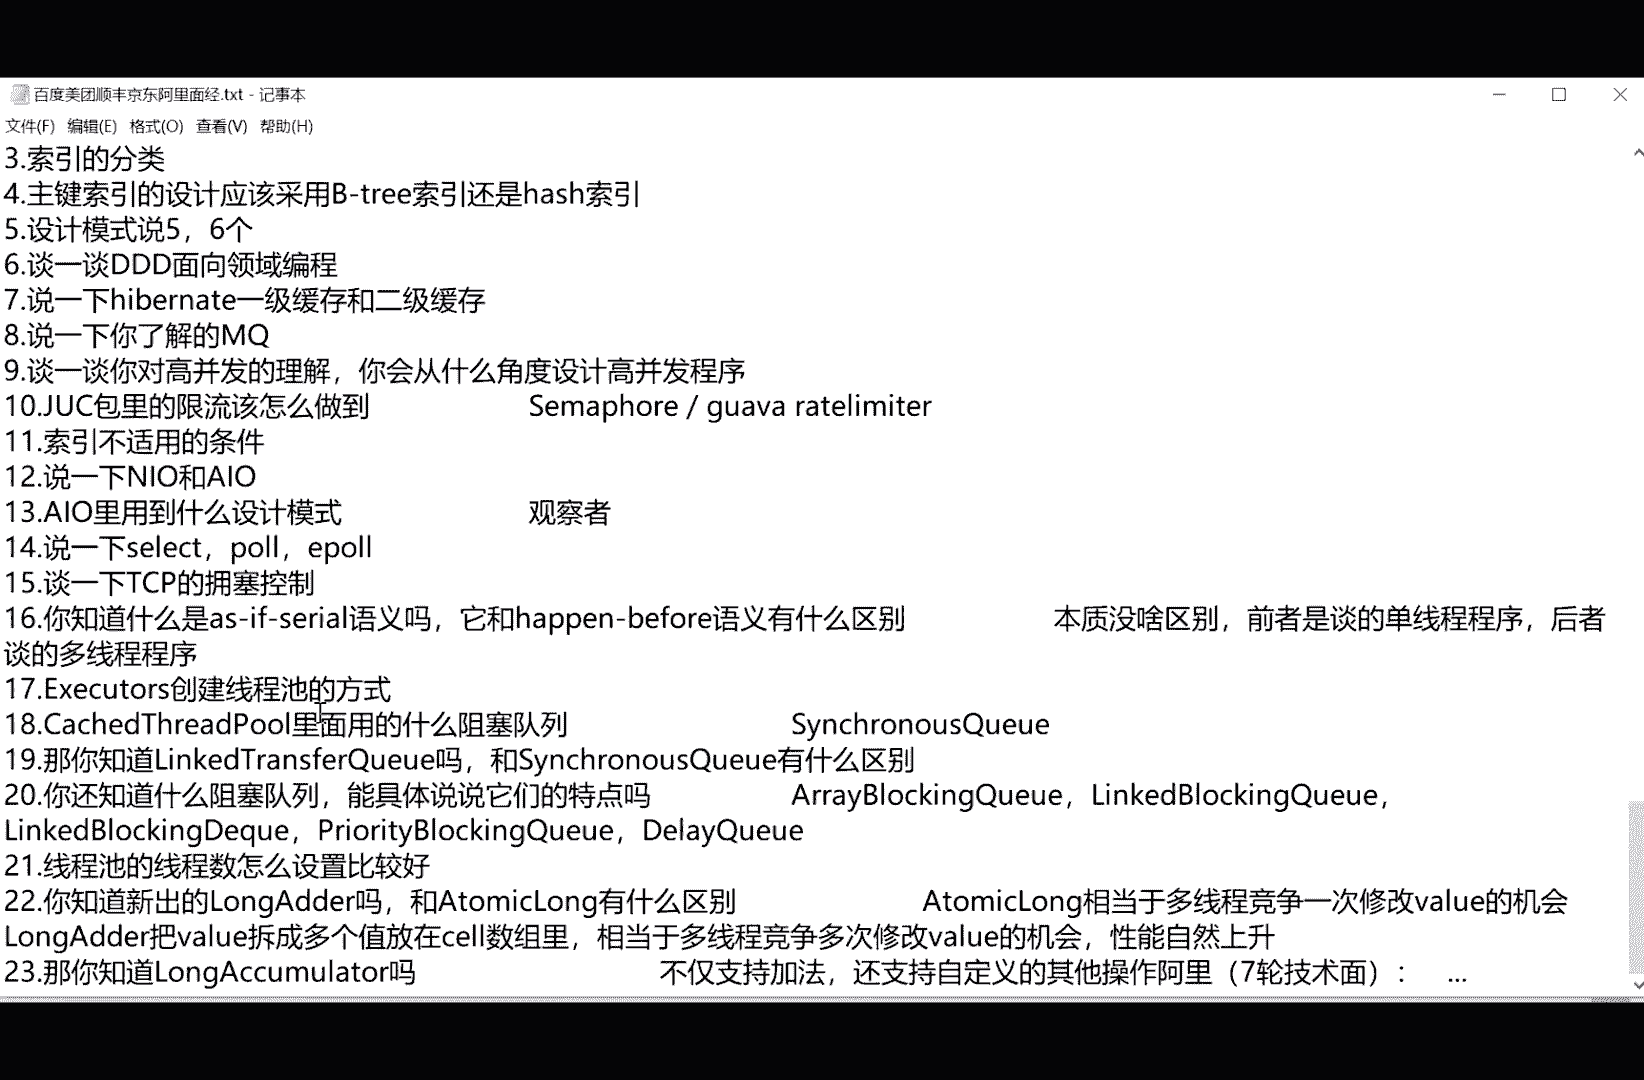 百度美团顺丰京东阿里面经.txt - 记事本
文件(F) 编辑(E) 格式(O) 查看(V) 帮助(H)
3.索引的分类
4.主键索引的设计应该采用B-tree索引还是hash索引
5.设计模式说5，6个
6.谈一谈DDD面向领域编程
7.说一下hibernate一级缓存和二级缓存
8.说一下你了解的MQ
9.谈一谈你对高并发的理解，你会从什么角度设计高并发程序
10.JUC包里的限流该怎么做到 Semaphore / guava ratelimiter
11.索引不适用的条件
12.说一下NIO和AIO
13.AIO里用到什么设计模式 观察者
14.说一下select，poll，epoll
15.谈一下TCP的拥塞控制
16.你知道什么是as-if-serial语义吗，它和happen-before语义有什么区别 本质没啥区别，前者是谈的单线程程序，后者
谈的多线程程序
17.Executors创建线程池的方式
18.CachedThreadPool里面用的什么阻塞队列 SynchronousQueue
19.那你知道LinkedTransferQueue吗，和SynchronousQueue有什么区别
20.你还知道什么阻塞队列，能具体说说它们的特点吗 ArrayBlockingQueue，LinkedBlockingQueue，
LinkedBlockingDeque，PriorityBlockingQueue，DelayQueue
21.线程池的线程数怎么设置比较好
22.你知道新出的LongAdder吗，和AtomicLong有什么区别 AtomicLong相当于多线程竞争一次修改value的机会
LongAdder把value拆成多个值放在cell数组里，相当于多线程竞争多次修改value的机会，性能自然上升
23.那你知道LongAccumulator吗 不仅支持加法，还支持自定义的其他操作阿里（7轮技术面）： ...